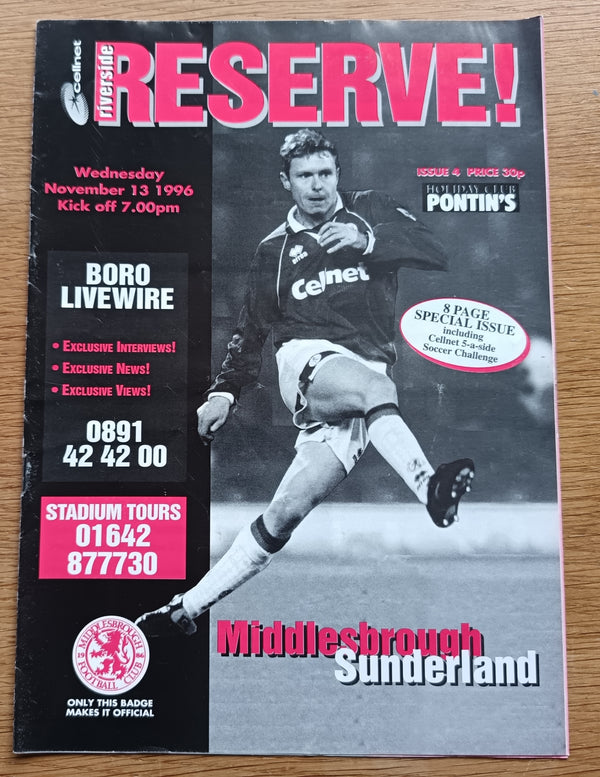 cellnet
riverside
RESERVE!
Wednesday
November 13 1996
Kick off 7.00pm
ISSUE 4 PRICE 30p
HOLIDAY CLUB
PONTIN'S
BORO
LIVEWIRE
• EXCLUSIVE INTERVIEWS!
• EXCLUSIVE NEWS!
• EXCLUSIVE VIEWS!
0891
42 42 00
errea
Cellnet
8 PAGE
SPECIAL ISSUE
including
Cellnet 5-a-side
Soccer Challenge
STADIUM TOURS
01642
877730
MIDDLESBROUGH
FOOTBALL CLUB
ONLY THIS BADGE
MAKES IT OFFICIAL
Middlesbrough
Sunderland